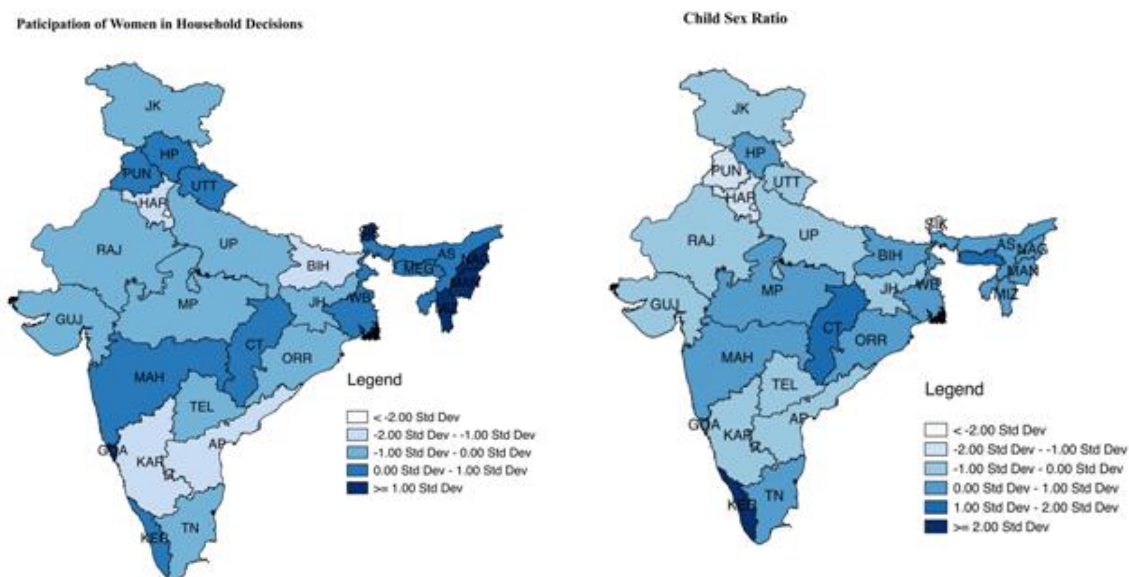 Paticipation of Women in Household Decisions
JK
HP
PUN
UTT
HAR
RAJ
UP
BIH
AS
NAG
MEG
MAN
GUJ
MP
JH
WB
CT
ORR
MAH
TEL
GOA
KAR
AP
KER
TN
Legend
< -2.00 Std Dev
-2.00 Std Dev - -1.00 Std Dev
-1.00 Std Dev - 0.00 Std Dev
0.00 Std Dev - 1.00 Std Dev
>= 1.00 Std Dev
Child Sex Ratio
JK
HP
PUN
UTT
HAR
RAJ
UP
SIK
AS
NAG
BIH
MAN
MIZ
GUJ
MP
JH
WB
CT
ORR
MAH
TEL
GOA
KAR
AP
KER
TN
Legend
< -2.00 Std Dev
-2.00 Std Dev - -1.00 Std Dev
-1.00 Std Dev - 0.00 Std Dev
0.00 Std Dev - 1.00 Std Dev
1.00 Std Dev - 2.00 Std Dev
>= 2.00 Std Dev